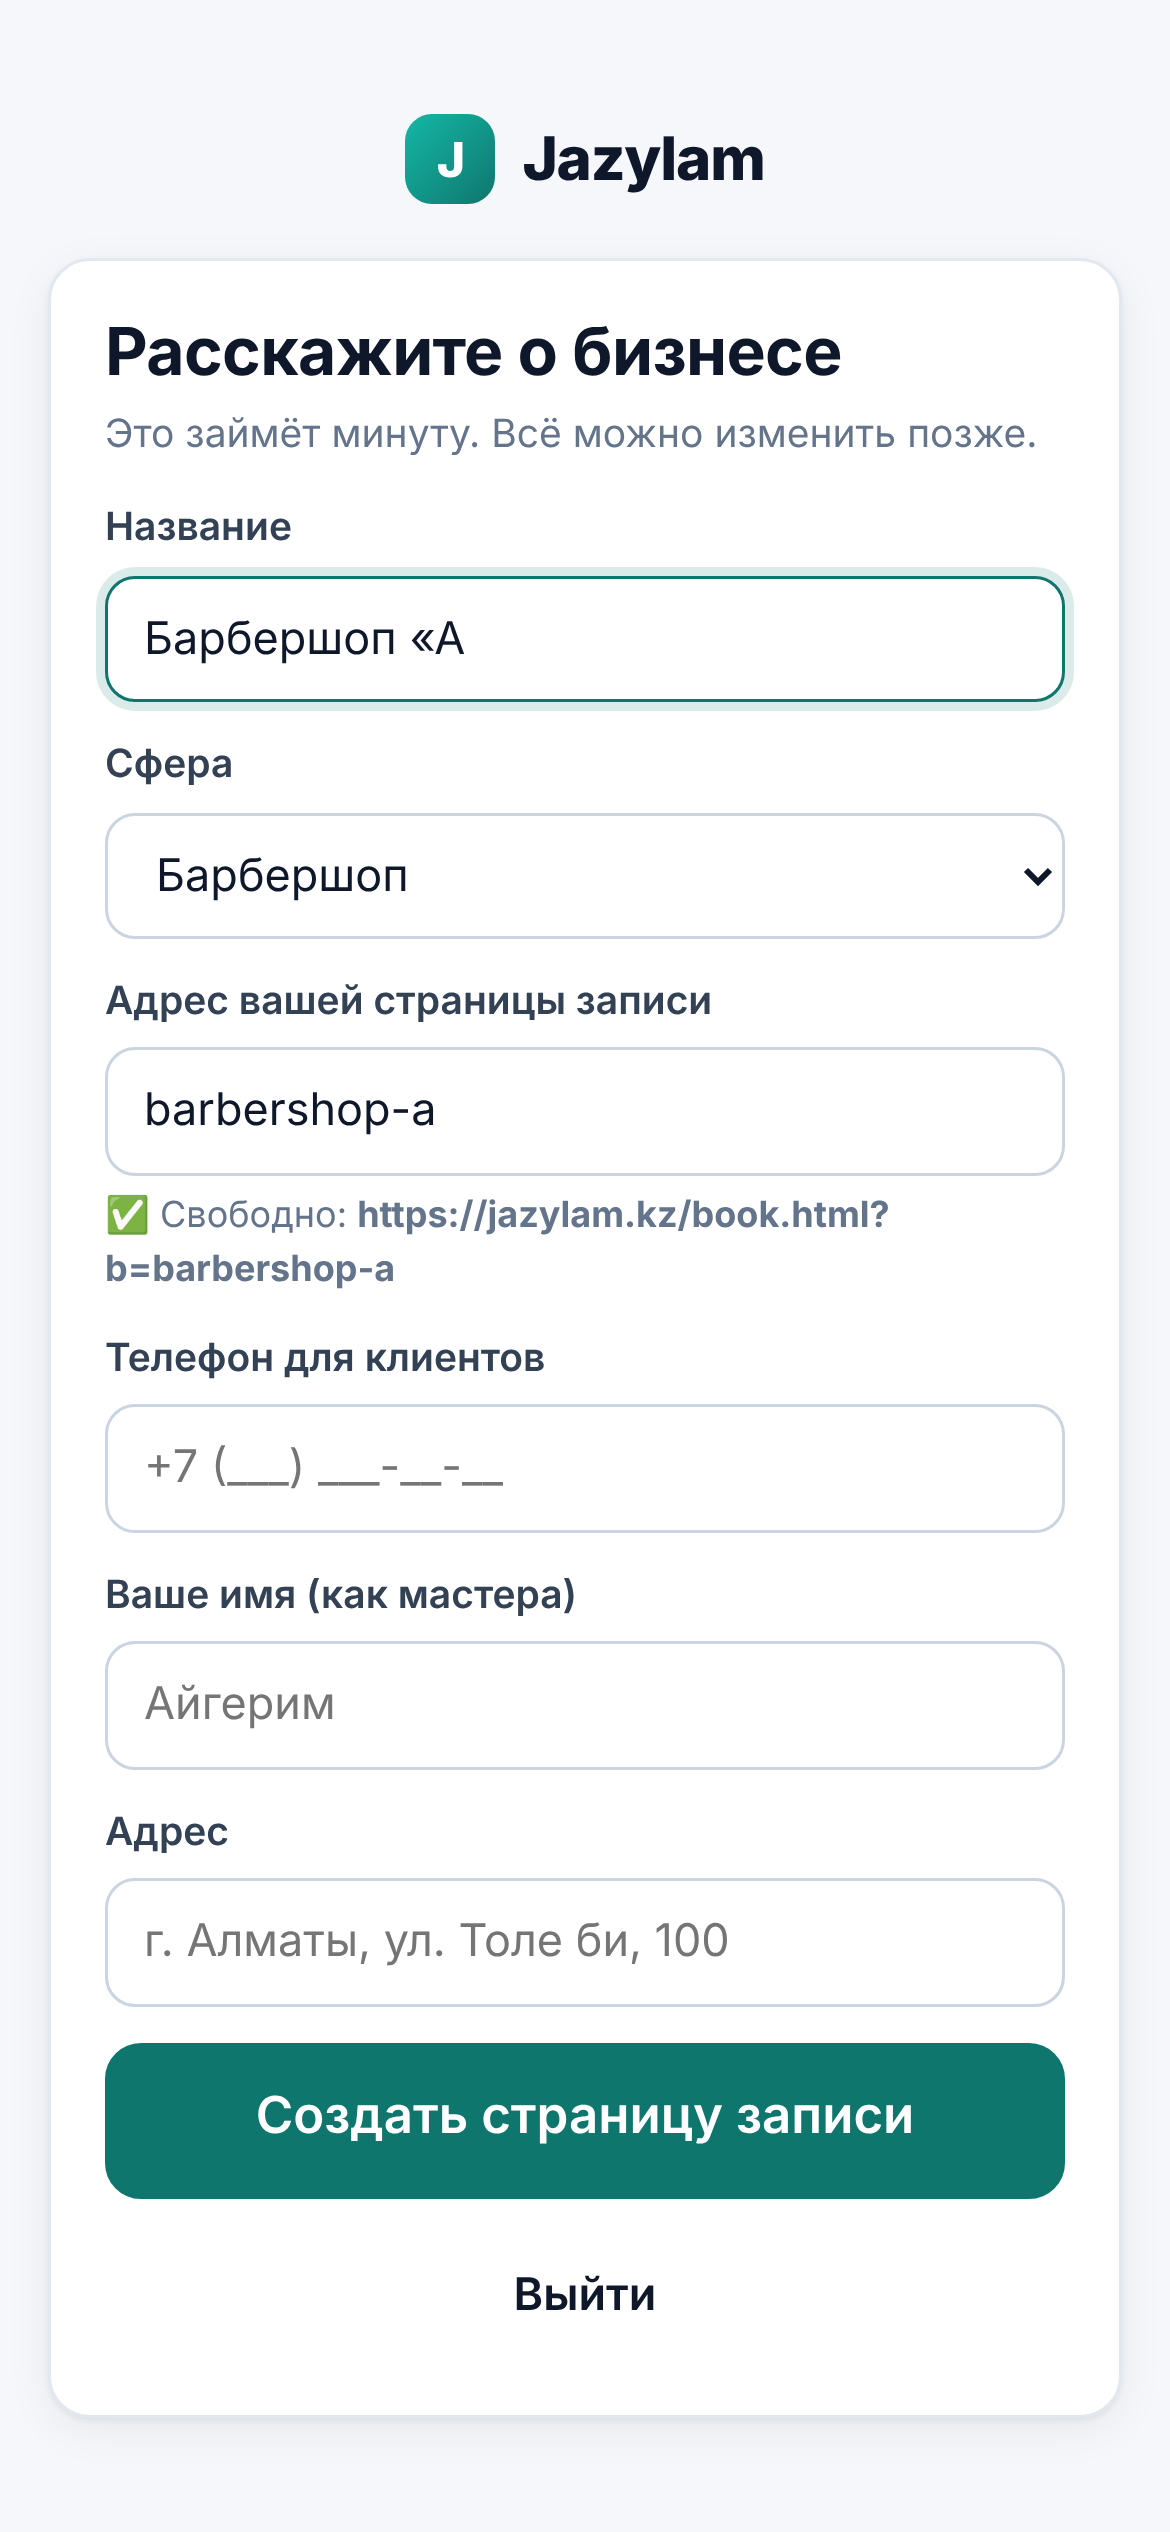 J Jazylam
Расскажите о бизнесе
Это займёт минуту. Всё можно изменить позже.
Название
Барбершоп «А
Сфера
Барбершоп
Адрес вашей страницы записи
barbershop-a
✅ Свободно: https://jazylam.kz/book.html?
b=barbershop-a
Телефон для клиентов
+7 (___) ___-__-__
Ваше имя (как мастера)
Айгерим
Адрес
г. Алматы, ул. Толе би, 100
Создать страницу записи
Выйти